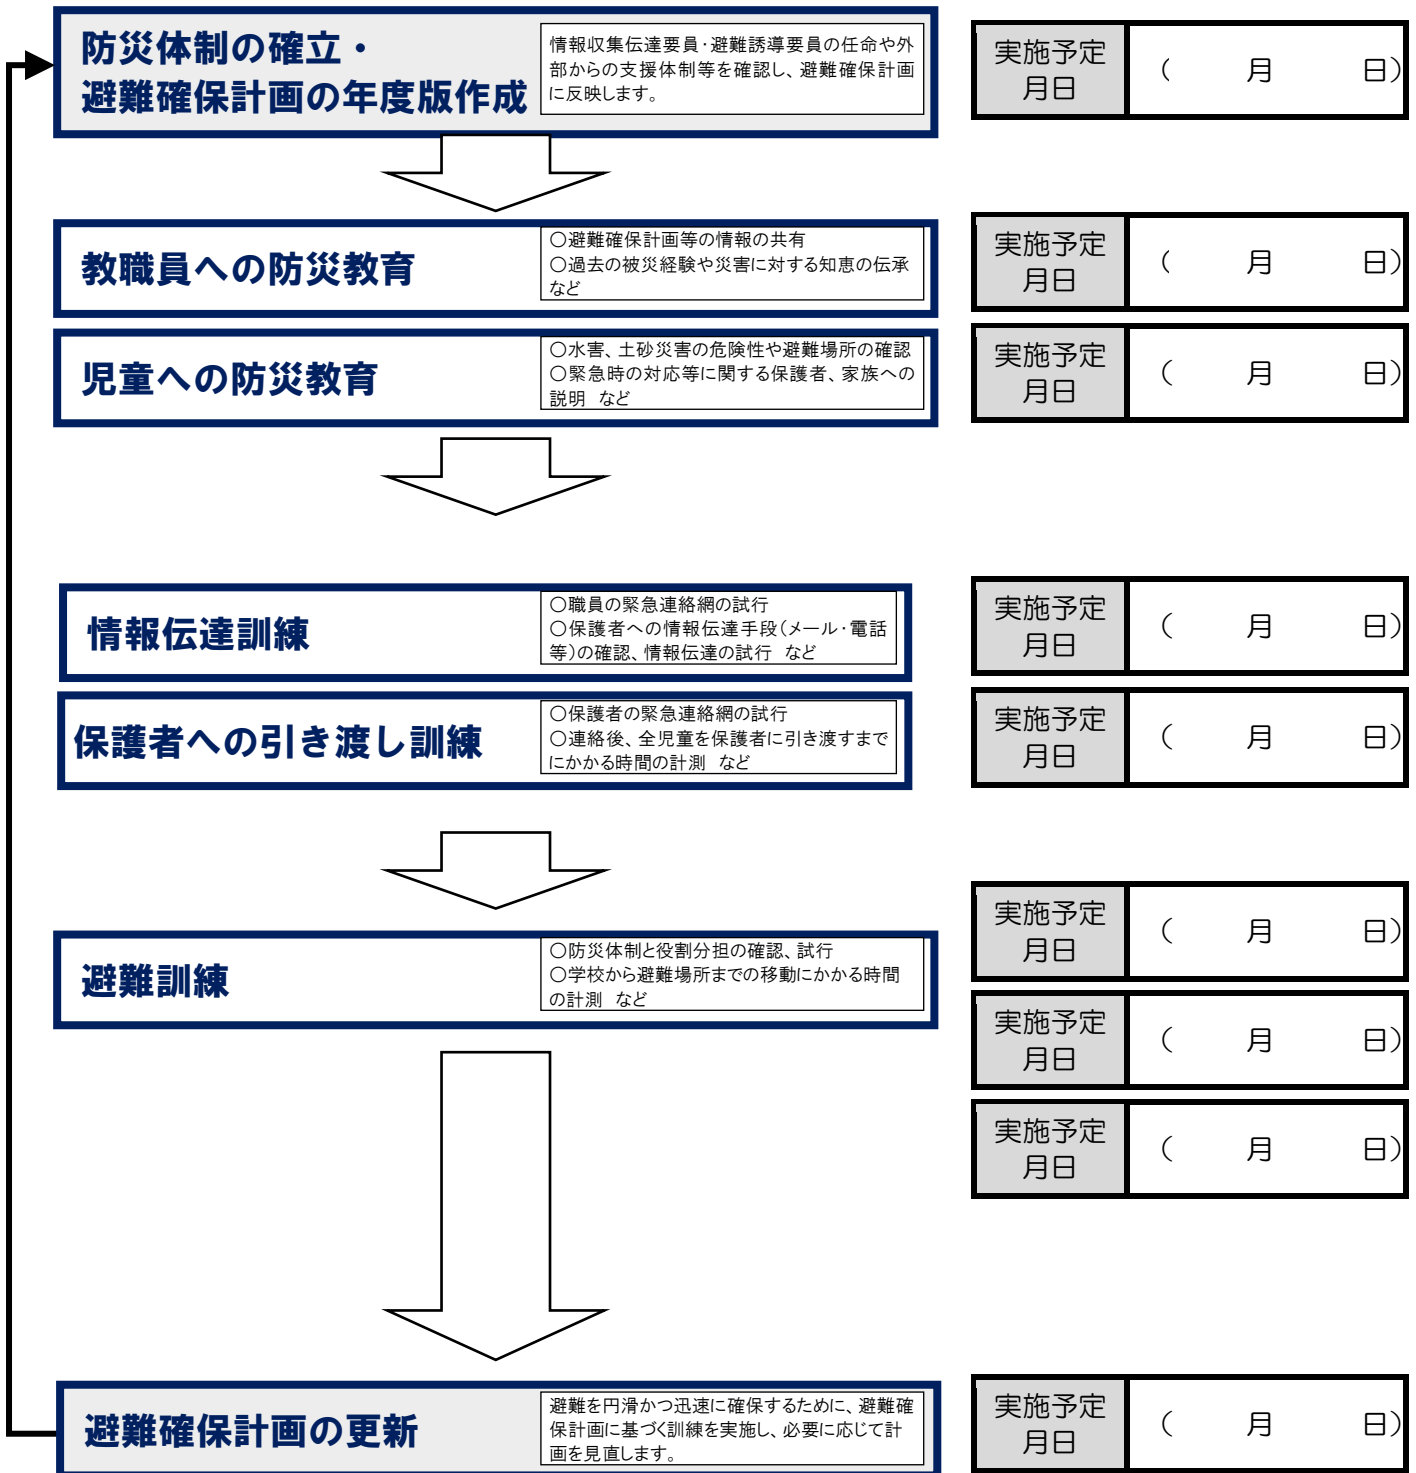 防災体制の確立・
避難確保計画の年度版作成
情報収集伝達要員・避難誘導要員の任命や外
部からの支援体制等を確認し、避難確保計画
に反映します。
実施予定
月日
（　月　日）
教職員への防災教育
○避難確保計画等の情報の共有
○過去の被災経験や災害に対する知恵の伝承
など
実施予定
月日
（　月　日）
児童への防災教育
○水害、土砂災害の危険性や避難場所の確認
○緊急時の対応等に関する保護者、家族への
説明　など
実施予定
月日
（　月　日）
情報伝達訓練
○職員の緊急連絡網の試行
○保護者への情報伝達手段（メール・電話
等）の確認、情報伝達の試行　など
実施予定
月日
（　月　日）
保護者への引き渡し訓練
○保護者の緊急連絡網の試行
○連絡後、全児童を保護者に引き渡すまで
にかかる時間の計測　など
実施予定
月日
（　月　日）
避難訓練
○防災体制と役割分担の確認、試行
○学校から避難場所までの移動にかかる時間
の計測　など
実施予定
月日
（　月　日）
実施予定
月日
（　月　日）
実施予定
月日
（　月　日）
避難確保計画の更新
避難を円滑かつ迅速に確保するために、避難確
保計画に基づく訓練を実施し、必要に応じて計
画を見直します。
実施予定
月日
（　月　日）